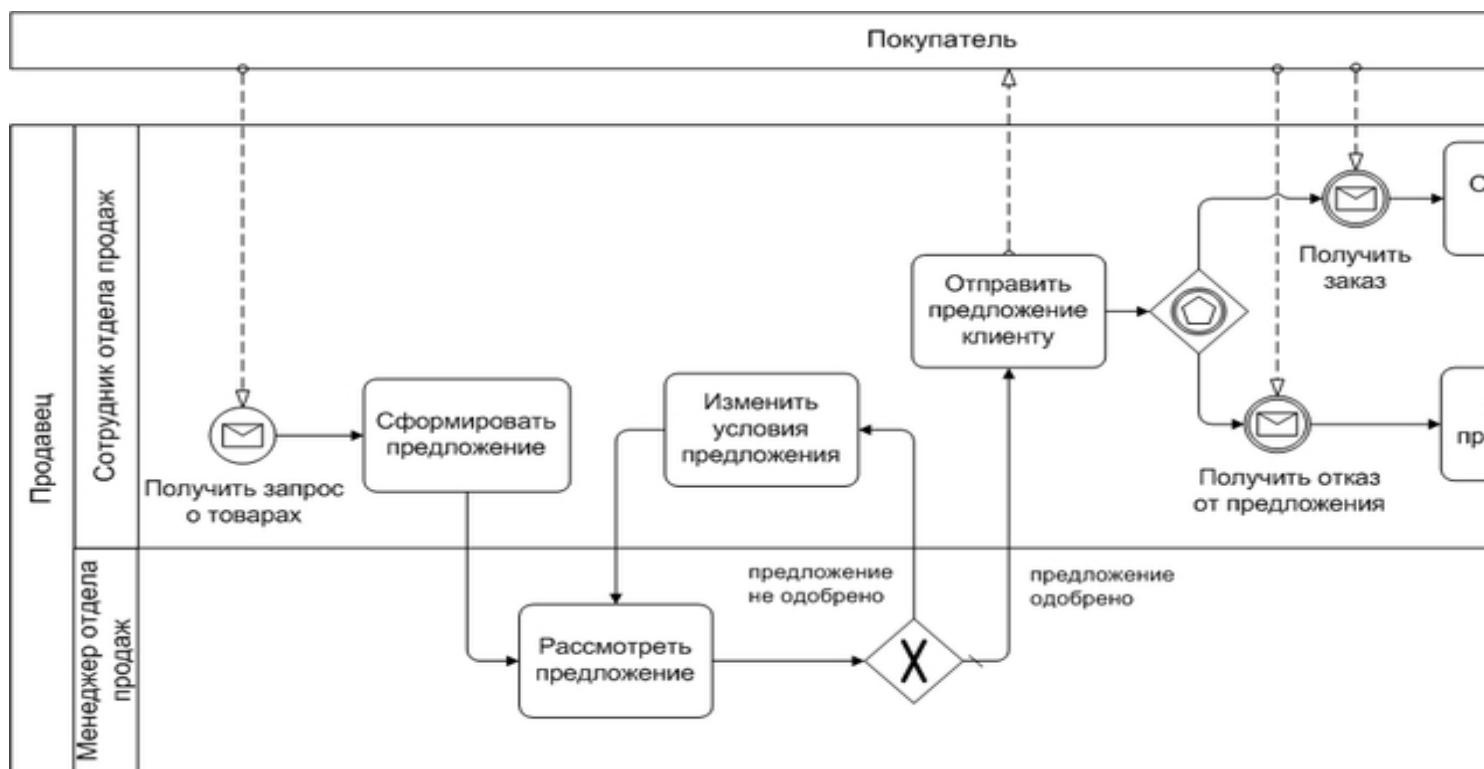 Покупатель
Продавец
Сотрудник отдела продаж
Получить запрос
о товарах
Сформировать
предложение
Изменить
условия
предложения
Отправить
предложение
клиенту
Получить
заказ
Получить отказ
от предложения
Менеджер отдела
продаж
Рассмотреть
предложение
предложение
не одобрено
предложение
одобрено